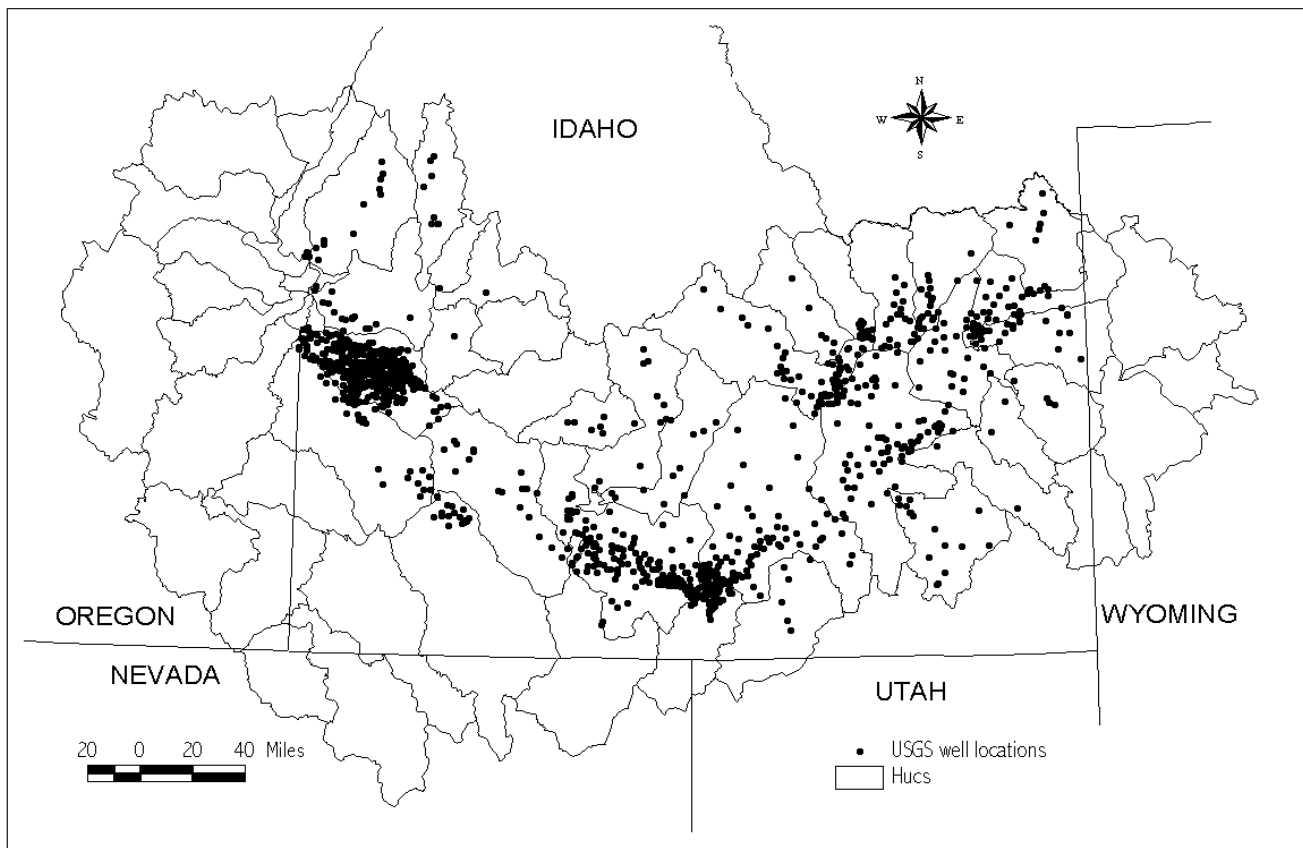 N
IDAHO
W E
S
OREGON
WYOMING
NEVADA
UTAH
20 0 20 40 Miles
USGS well locations
Hucs